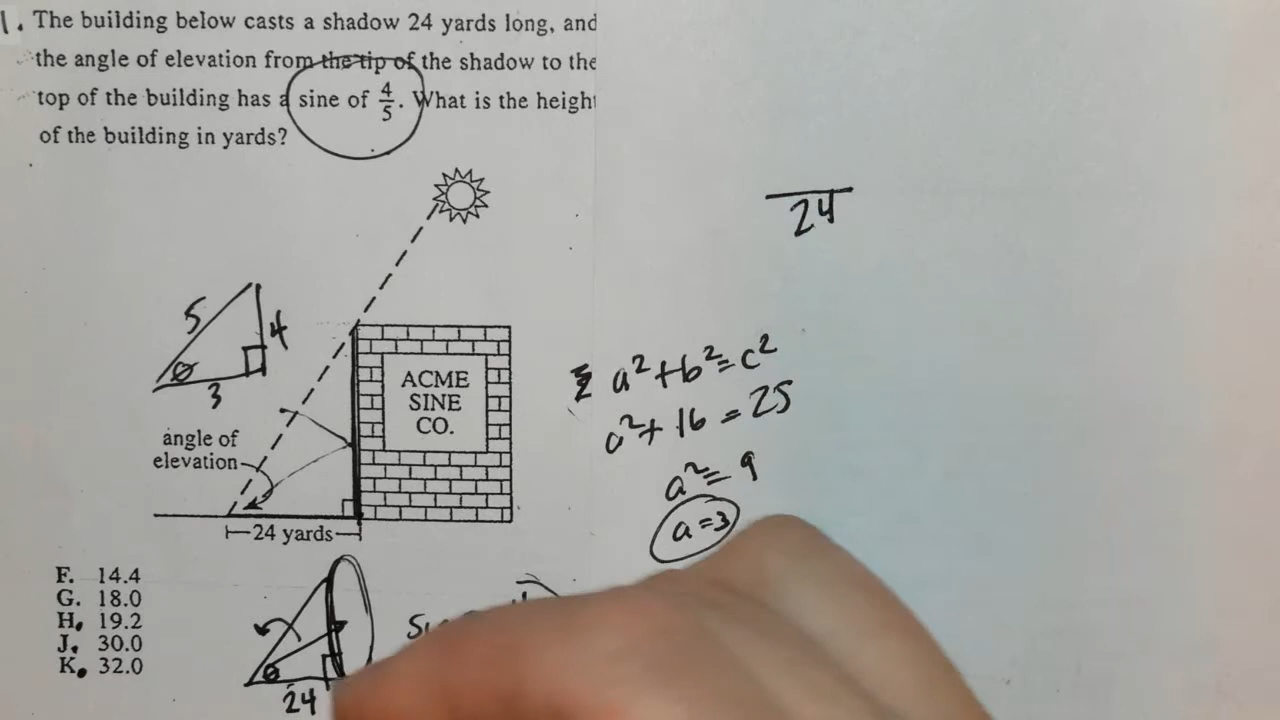 1. The building below casts a shadow 24 yards long, and
the angle of elevation from the tip of the shadow to the
top of the building has a sine of 4/5. What is the height
of the building in yards?
24
5
4
θ
3
a²+b²=c²
a²+16=25
a²=9
a=3
ACME
SINE
CO.
angle of
elevation
24 yards
F. 14.4
G. 18.0
H. 19.2
J. 30.0
K. 32.0
θ
24